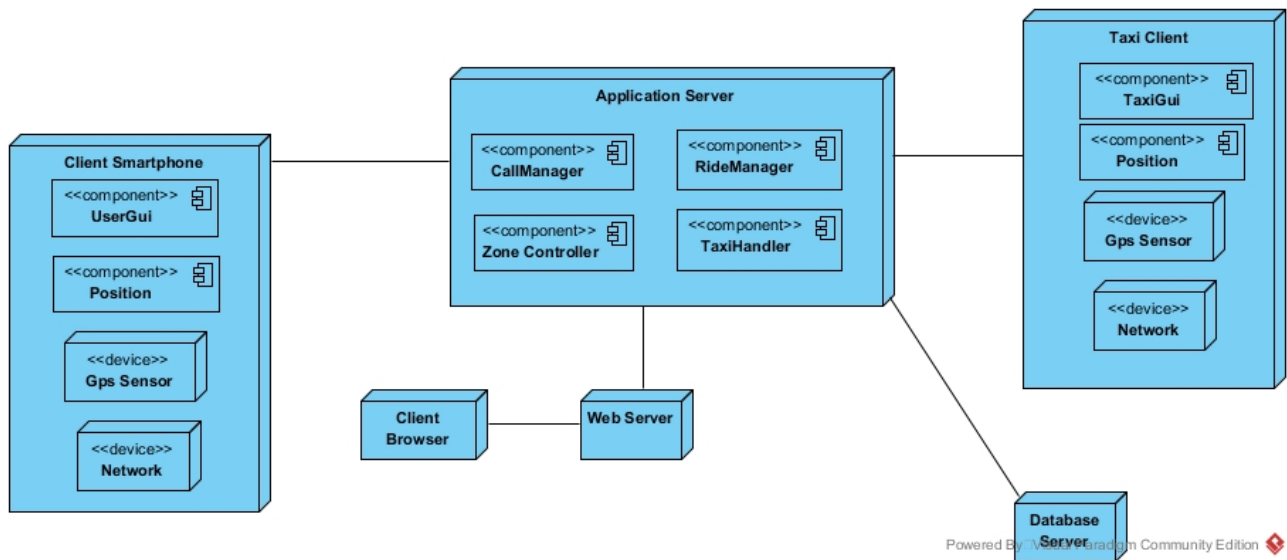 Taxi Client
<<component>>
TaxiGui
<<component>>
Position
<<device>>
Gps Sensor
<<device>>
Network
Application Server
<<component>>
CallManager
<<component>>
RideManager
<<component>>
Zone Controller
<<component>>
TaxiHandler
Client Smartphone
<<component>>
UserGui
<<component>>
Position
<<device>>
Gps Sensor
<<device>>
Network
Client
Browser
Web Server
Database
Server
Powered By Visual Paradigm Community Edition